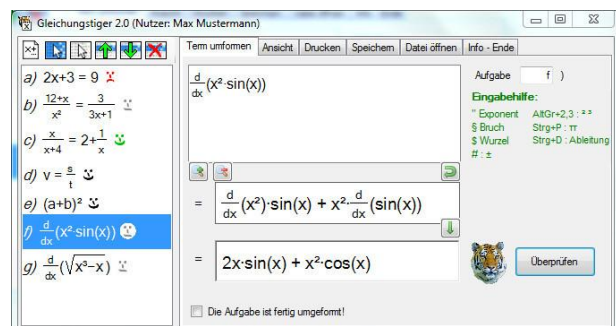 Gleichungstiger 2.0 (Nutzer: Max Mustermann)
Term umformen Ansicht Drucken Speichern Datei öffnen Info - Ende
a) 2x+3 = 9
b) 12+x/x² = 3/3x+1
c) x/x+4 = 2+1/x
d) v = s/t
e) (a+b)²
f) d/dx(x²·sin(x))
g) d/dx(√x³−x)
d/dx(x²·sin(x))
= d/dx(x²)·sin(x) + x²·d/dx(sin(x))
= 2x·sin(x) + x²·cos(x)
Die Aufgabe ist fertig umgeformt!
Aufgabe f )
Eingabehilfe:
" Exponent AltGr+2,3 : ² ³
§ Bruch Strg+P : π
$ Wurzel Strg+D : Ableitung
# : ±
Überprüfen